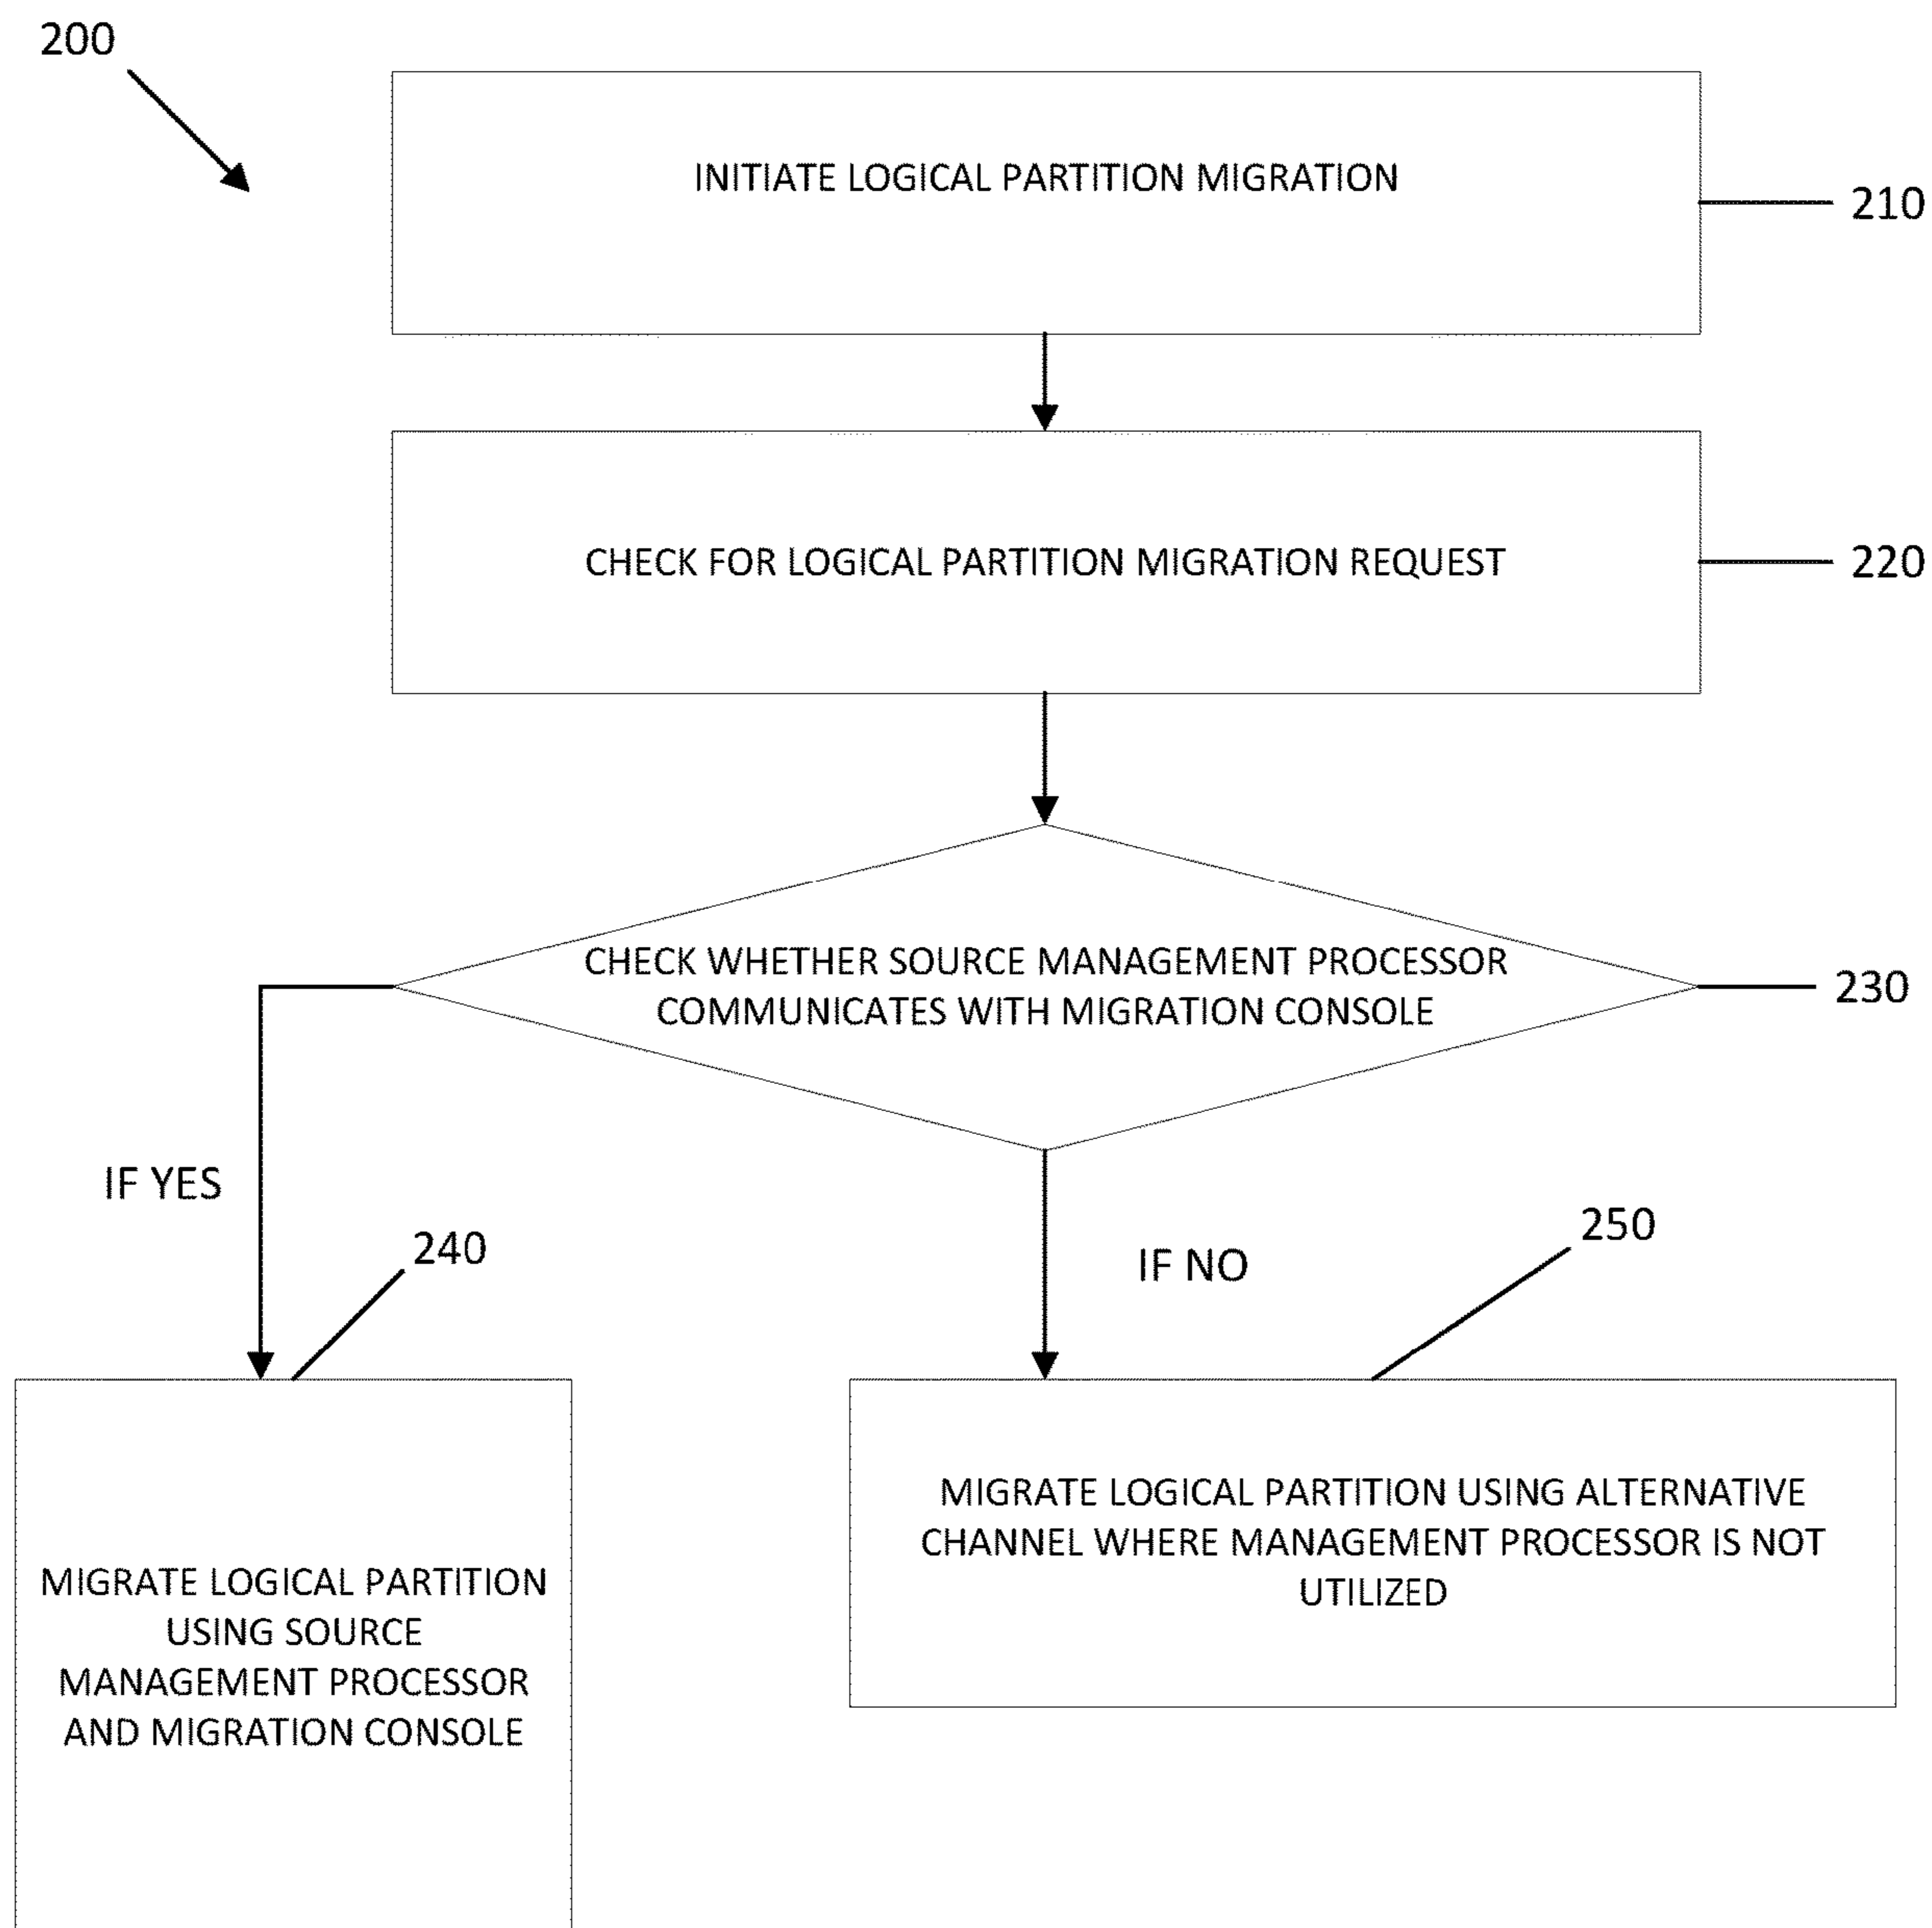 200
INITIATE LOGICAL PARTITION MIGRATION
210
CHECK FOR LOGICAL PARTITION MIGRATION REQUEST
220
CHECK WHETHER SOURCE MANAGEMENT PROCESSOR
COMMUNICATES WITH MIGRATION CONSOLE
230
IF YES
240
IF NO
250
MIGRATE LOGICAL PARTITION
USING SOURCE
MANAGEMENT PROCESSOR
AND MIGRATION CONSOLE
MIGRATE LOGICAL PARTITION USING ALTERNATIVE
CHANNEL WHERE MANAGEMENT PROCESSOR IS NOT
UTILIZED